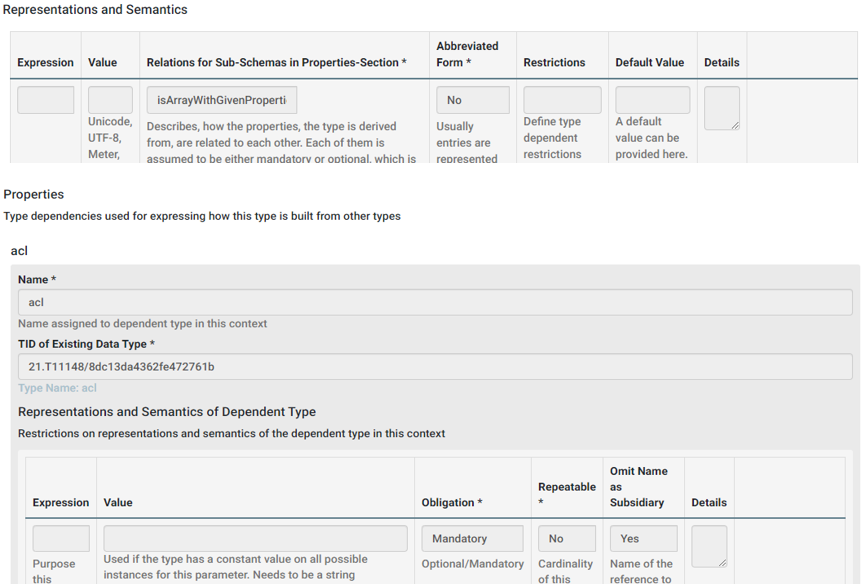 Representations and Semantics
Expression
Value
Relations for Sub-Schemas in Properties-Section *
Abbreviated
Form *
Restrictions
Default Value
Details
isArrayWithGivenProperti
No
Unicode,
UTF-8,
Meter,
Describes, how the properties, the type is derived
from, are related to each other. Each of them is
assumed to be either mandatory or optional, which is
Usually
entries are
represented
Define type
dependent
restrictions
A default
value can be
provided here.
Properties
Type dependencies used for expressing how this type is built from other types
acl
Name *
acl
Name assigned to dependent type in this context
TID of Existing Data Type *
21.T11148/8dc13da4362fe472761b
Type Name: acl
Representations and Semantics of Dependent Type
Restrictions on representations and semantics of the dependent type in this context
Expression
Value
Obligation *
Repeatable
*
Omit Name
as
Subsidiary
Details
Mandatory
No
Yes
Purpose
this
Used if the type has a constant value on all possible
instances for this parameter. Needs to be a string
Optional/Mandatory
Cardinality
of this
Name of the
reference to